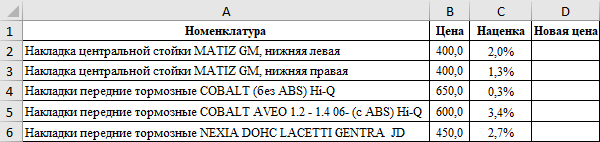 A B C D
1 Номенклатура Цена Наценка Новая цена
2 Накладка центральной стойки MATIZ GM, нижняя левая 400,0 2,0%
3 Накладка центральной стойки MATIZ GM, нижняя правая 400,0 1,3%
4 Накладки передние тормозные COBALT (без ABS) Hi-Q 650,0 0,3%
5 Накладки передние тормозные COBALT AVEO 1.2 - 1.4 06- (с ABS) Hi-Q 600,0 3,4%
6 Накладки передние тормозные NEXIA DOHC LACETTI GENTRA JD 450,0 2,7%